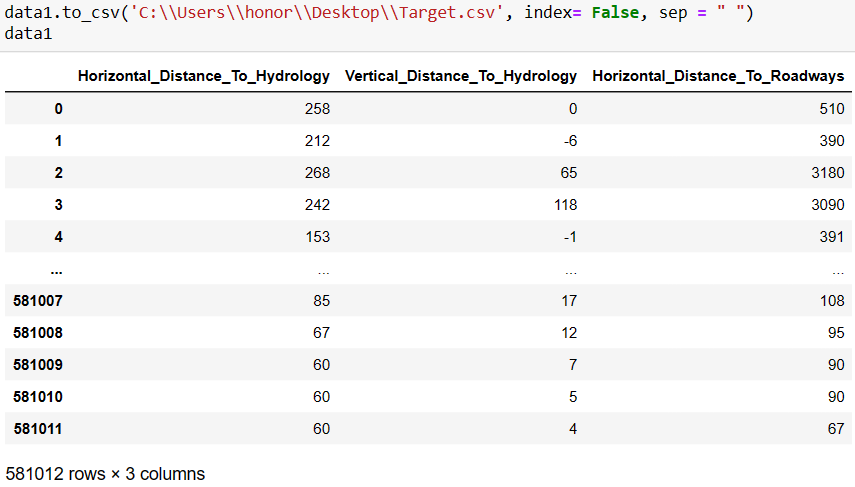 data1.to_csv('C:\\Users\\honor\\Desktop\\Target.csv', index= False, sep = " ")
data1
Horizontal_Distance_To_Hydrology Vertical_Distance_To_Hydrology Horizontal_Distance_To_Roadways
0 258 0 510
1 212 -6 390
2 268 65 3180
3 242 118 3090
4 153 -1 391
... ... ... ...
581007 85 17 108
581008 67 12 95
581009 60 7 90
581010 60 5 90
581011 60 4 67
581012 rows × 3 columns